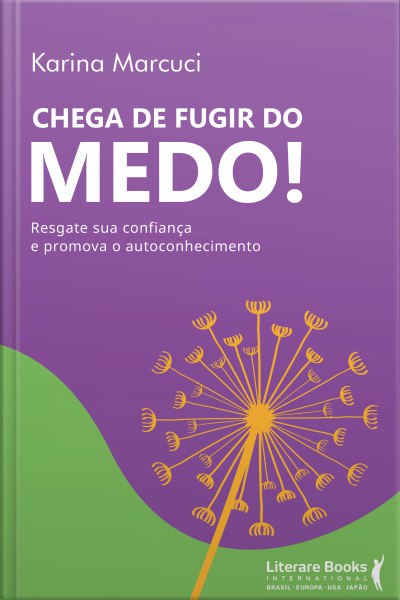 Karina Marcuci
CHEGA DE FUGIR DO
MEDO!
Resgate sua confiança
e promova o autoconhecimento
Literare Books
INTERNATIONAL
BRASIL · EUROPA · USA · JAPÃO